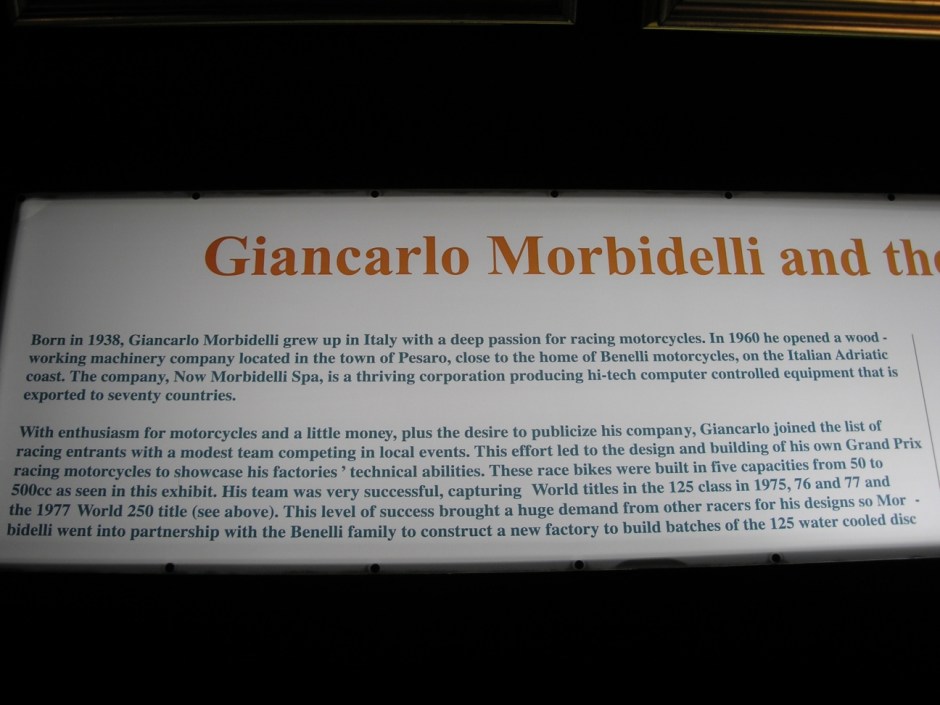 Giancarlo Morbidelli and the
Born in 1938, Giancarlo Morbidelli grew up in Italy with a deep passion for racing motorcycles. In 1960 he opened a wood -
working machinery company located in the town of Pesaro, close to the home of Benelli motorcycles, on the Italian Adriatic
coast. The company, Now Morbidelli Spa, is a thriving corporation producing hi-tech computer controlled equipment that is
exported to seventy countries.
With enthusiasm for motorcycles and a little money, plus the desire to publicize his company, Giancarlo joined the list of
racing entrants with a modest team competing in local events. This effort led to the design and building of his own Grand Prix
racing motorcycles to showcase his factories ' technical abilities. These race bikes were built in five capacities from 50 to
500cc as seen in this exhibit. His team was very successful, capturing World titles in the 125 class in 1975, 76 and 77 and
the 1977 World 250 title (see above). This level of success brought a huge demand from other racers for his designs so Mor -
bidelli went into partnership with the Benelli family to construct a new factory to build batches of the 125 water cooled disc